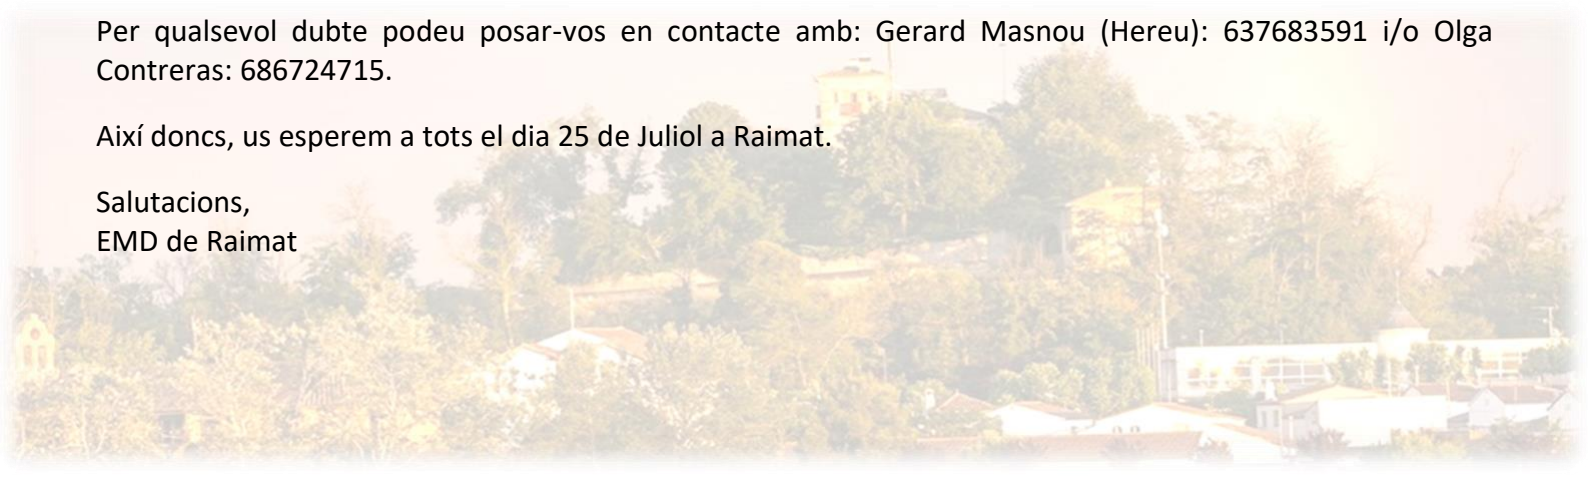 Per qualsevol dubte podeu posar-vos en contacte amb: Gerard Masnou (Hereu): 637683591 i/o Olga
Contreras: 686724715.
Així doncs, us esperem a tots el dia 25 de Juliol a Raimat.
Salutacions,
EMD de Raimat